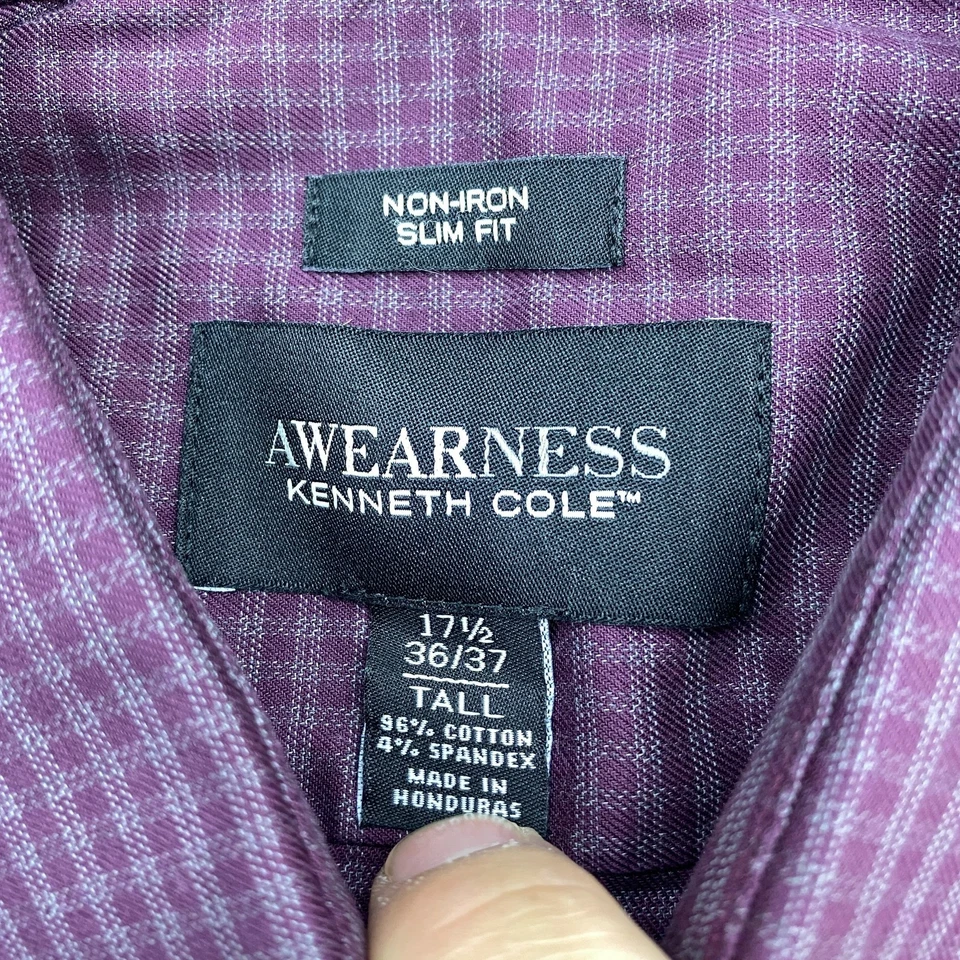 NON-IRON
SLIM FIT
AWEARNESS
KENNETH COLE™
17½
36/37
TALL
96% COTTON
4% SPANDEX
MADE IN
HONDURAS